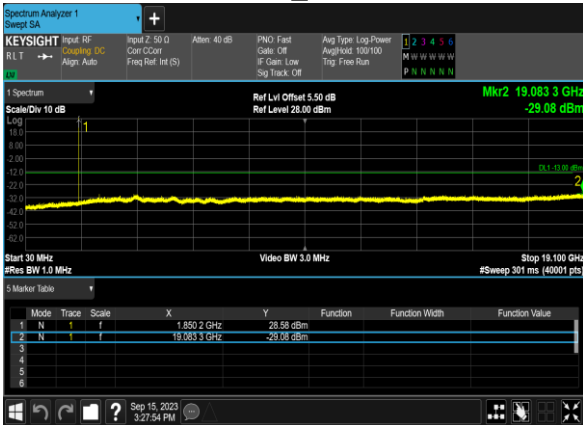 Spectrum Analyzer 1
Swept SA
KEYSIGHT Input: RF Input Z: 50 Ω Atten: 40 dB PNO: Fast Avg Type: Log-Power 1 2 3 4 5 6
RLT Coupling: DC Corr CCorr Gate: Off Avg|Hold: 100/100 M W W W W W
Align: Auto Freq Ref: Int (S) IF Gain: Low Trig: Free Run
Sig Track: Off P N N N N N
1 Spectrum Ref Lvl Offset 5.50 dB Mkr2 19.083 3 GHz
Scale/Div 10 dB Ref Level 28.00 dBm -29.08 dBm
Log
18.0
8.00
-2.00
-12.0
-22.0
-32.0
-42.0
-52.0
-62.0
1
DL1 -13.00 dBm
2
Start 30 MHz Video BW 3.0 MHz Stop 19.100 GHz
#Res BW 1.0 MHz #Sweep 301 ms (40001 pts)
5 Marker Table
Mode Trace Scale X Y Function Function Width Function Value
1 N 1 f 1.850 2 GHz 28.58 dBm
2 N 1 f 19.083 3 GHz -29.08 dBm
3
4
5
6
? Sep 15, 2023
3:27:54 PM